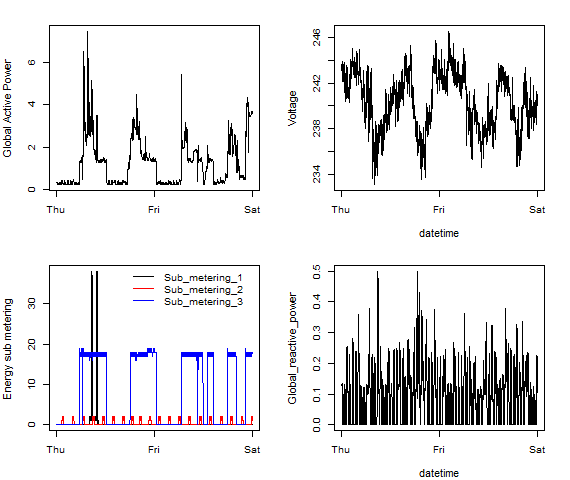 Global Active Power
0
2
4
6
Thu
Fri
Sat
Voltage
234
238
242
246
Thu
Fri
Sat
datetime
Energy sub metering
0
10
20
30
Sub_metering_1
Sub_metering_2
Sub_metering_3
Thu
Fri
Sat
Global_reactive_power
0.0
0.1
0.2
0.3
0.4
0.5
Thu
Fri
Sat
datetime